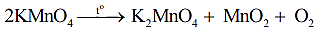 2KMnO₄ —t°→ K₂MnO₄ + MnO₂ + O₂